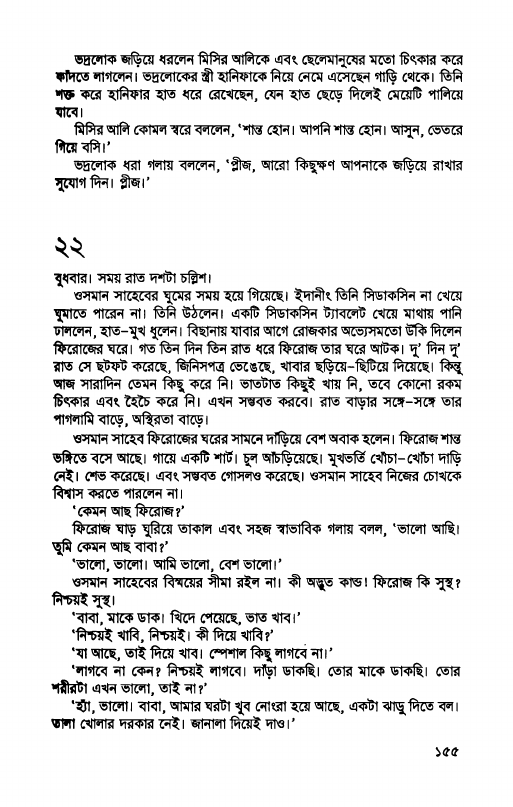 ভদ্রলোক জড়িয়ে ধরলেন মিসির আলিকে এবং ছেলেমানুষের মতো চিৎকার করে
কাঁদতে লাগলেন। ভদ্রলোকের স্ত্রী হানিফাকে নিয়ে নেমে এসেছেন গাড়ি থেকে। তিনি
শক্ত করে হানিফার হাত ধরে রেখেছেন, যেন হাত ছেড়ে দিলেই মেয়েটি পালিয়ে
যাবে।
মিসির আলি কোমল স্বরে বললেন, ‘শান্ত হোন। আপনি শান্ত হোন। আসুন, ভেতরে
গিয়ে বসি।’
ভদ্রলোক ধরা গলায় বললেন, ‘প্লীজ, আরো কিছুক্ষণ আপনাকে জড়িয়ে রাখার
সুযোগ দিন। প্লীজ।’
২২
বুধবার। সময় রাত দশটা চল্লিশ।
ওসমান সাহেবের ঘুমের সময় হয়ে গিয়েছে। ইদানীং তিনি সিডাকসিন না খেয়ে
ঘুমাতে পারেন না। তিনি উঠলেন। একটি সিডাকসিন ট্যাবলেট খেয়ে মাথায় পানি
ঢাললেন, হাত-মুখ ধুলেন। বিছানায় যাবার আগে রোজকার অভ্যেসমতো উঁকি দিলেন
ফিরোজের ঘরে। গত তিন দিন তিন রাত ধরে ফিরোজ তার ঘরে আটক। দু’ দিন দু’
রাত সে ছটফট করেছে, জিনিসপত্র ভেঙেছে, খাবার ছড়িয়ে-ছিটিয়ে দিয়েছে। কিন্তু
আজ সারাদিন তেমন কিছু করে নি। ভাতটাত কিছুই খায় নি, তবে কোনো রকম
চিৎকার এবং হৈচৈ করে নি। এখন সম্ভবত করবে। রাত বাড়ার সঙ্গে-সঙ্গে তার
পাগলামি বাড়ে, অস্থিরতা বাড়ে।
ওসমান সাহেব ফিরোজের ঘরের সামনে দাঁড়িয়ে বেশ অবাক হলেন। ফিরোজ শান্ত
ভঙ্গিতে বসে আছে। গায়ে একটি শার্ট। চুল আঁচড়িয়েছে। মুখভর্তি খোঁচা-খোঁচা দাড়ি
নেই। শেভ করেছে। এবং সম্ভবত গোসলও করেছে। ওসমান সাহেব নিজের চোখকে
বিশ্বাস করতে পারলেন না।
‘কেমন আছ ফিরোজ?’
ফিরোজ ঘাড় ঘুরিয়ে তাকাল এবং সহজ স্বাভাবিক গলায় বলল, ‘ভালো আছি।
তুমি কেমন আছ বাবা?’
‘ভালো, ভালো। আমি ভালো, বেশ ভালো।’
ওসমান সাহেবের বিস্ময়ের সীমা রইল না। কী অদ্ভুত কান্ড! ফিরোজ কি সুস্থ?
নিশ্চয়ই সুস্থ।
‘বাবা, মাকে ডাক। খিদে পেয়েছে, ভাত খাব।’
‘নিশ্চয়ই খাবি, নিশ্চয়ই। কী দিয়ে খাবি?’
‘যা আছে, তাই দিয়ে খাব। স্পেশাল কিছু লাগবে না।’
‘লাগবে না কেন? নিশ্চয়ই লাগবে। দাঁড়া ডাকছি। তোর মাকে ডাকছি। তোর
শরীরটা এখন ভালো, তাই না?’
‘হ্যাঁ, ভালো। বাবা, আমার ঘরটা খুব নোংরা হয়ে আছে, একটা ঝাড়ু দিতে বল।
তালা খোলার দরকার নেই। জানালা দিয়েই দাও।’
১৫৫